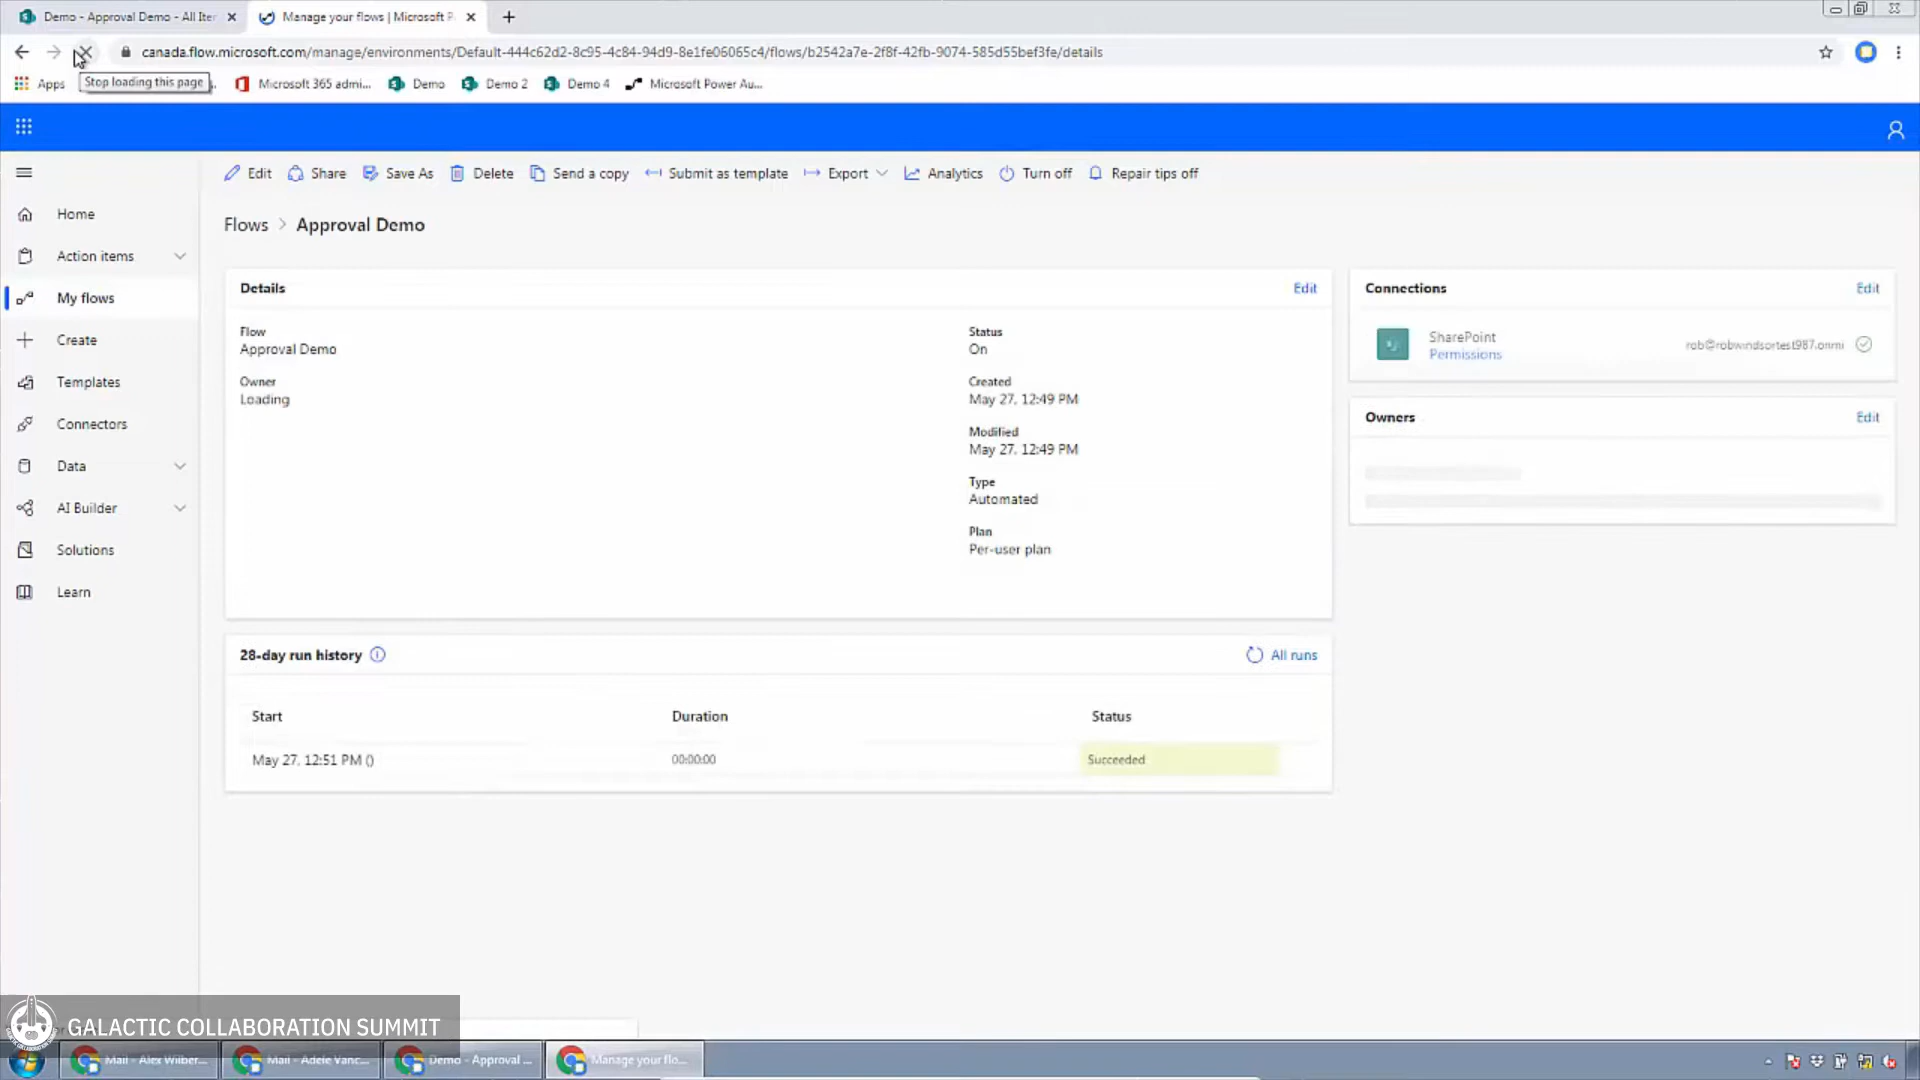 Demo - Approval Demo - All Iter
Manage your flows | Microsoft P
canada.flow.microsoft.com/manage/environments/Default-444c62d2-8c95-4c84-94d9-8e1fe06065c4/flows/b2542a7e-2f8f-42fb-9074-585d55bef3fe/details
Apps
Stop loading this page
Microsoft 365 admi...
Demo
Demo 2
Demo 4
Microsoft Power Au...
Edit
Share
Save As
Delete
Send a copy
Submit as template
Export
Analytics
Turn off
Repair tips off
Home
Action items
My flows
Create
Templates
Connectors
Data
AI Builder
Solutions
Learn
Flows > Approval Demo
Details
Edit
Flow
Approval Demo
Owner
Loading
Status
On
Created
May 27, 12:49 PM
Modified
May 27, 12:49 PM
Type
Automated
Plan
Per-user plan
Connections
Edit
SharePoint
Permissions
rob@robwindsortest987.onmi
Owners
Edit
28-day run history
All runs
Start Duration Status
May 27, 12:51 PM () 00:00:00 Succeeded
GALACTIC COLLABORATION SUMMIT
Mail - Alex Wilber...
Mail - Adele Vanc...
Demo - Approval ...
Manage your flo...